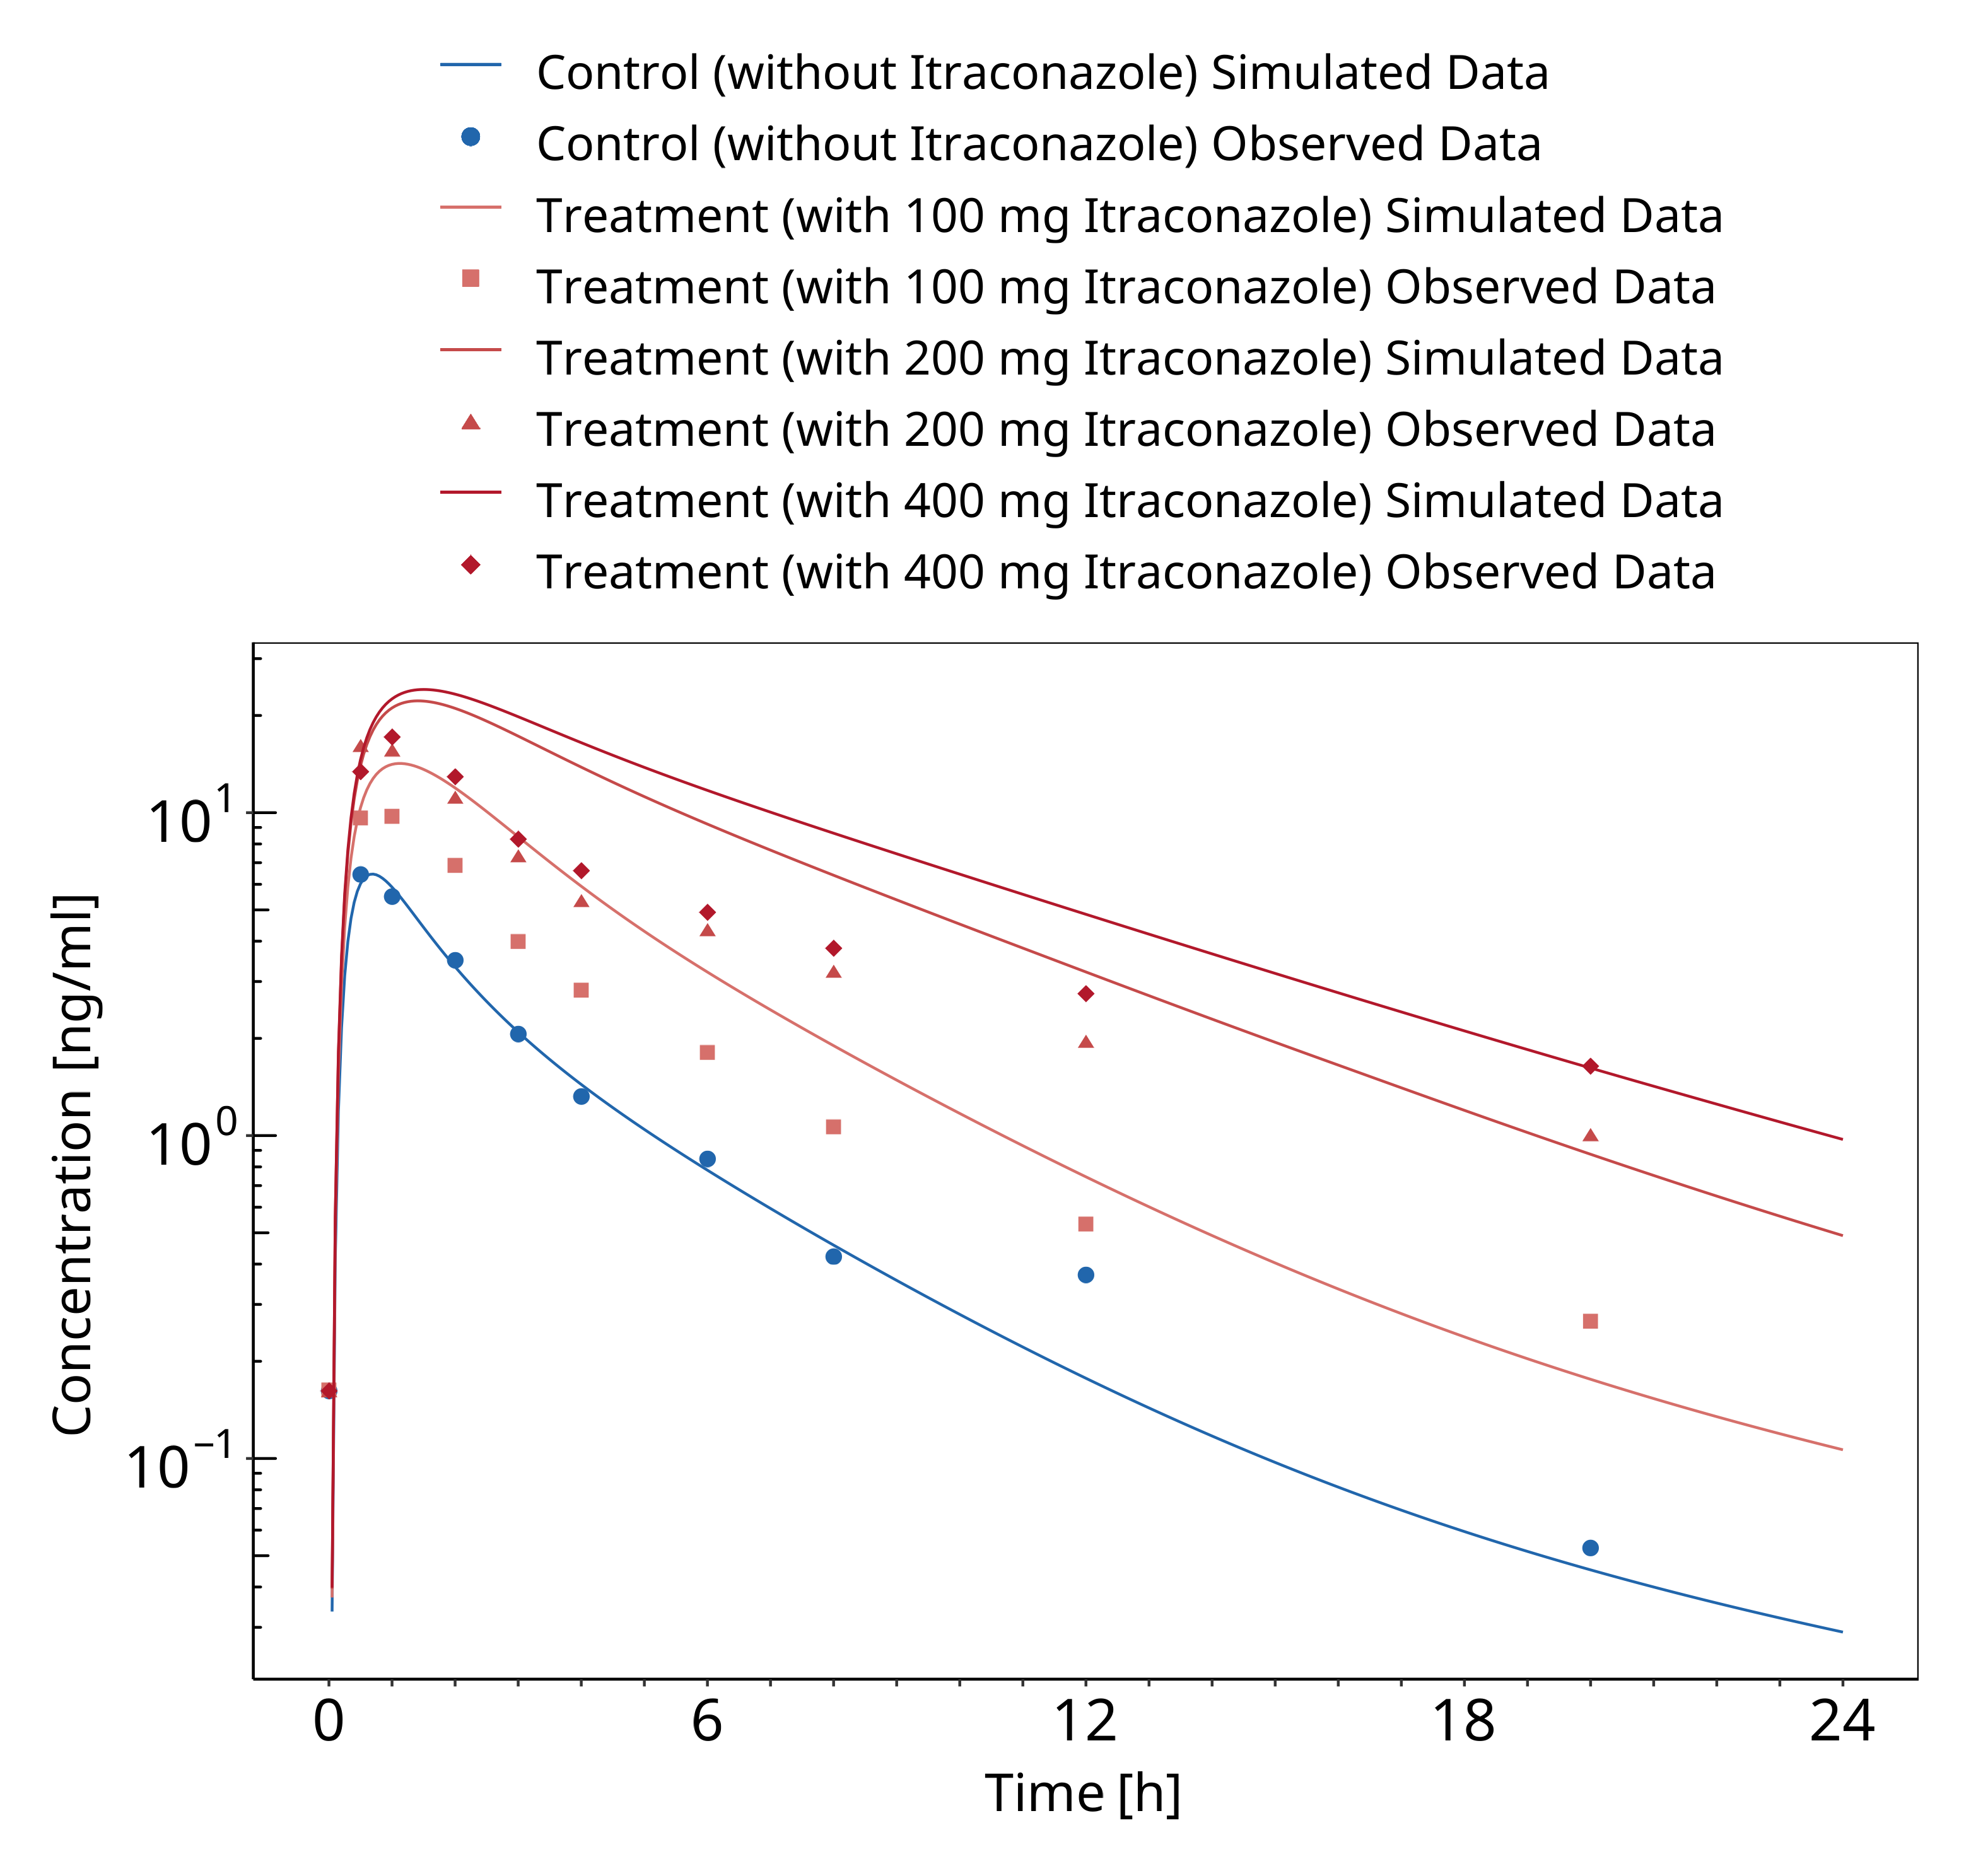 Control (without Itraconazole) Simulated Data
Control (without Itraconazole) Observed Data
Treatment (with 100 mg Itraconazole) Simulated Data
Treatment (with 100 mg Itraconazole) Observed Data
Treatment (with 200 mg Itraconazole) Simulated Data
Treatment (with 200 mg Itraconazole) Observed Data
Treatment (with 400 mg Itraconazole) Simulated Data
Treatment (with 400 mg Itraconazole) Observed Data
Concentration [ng/ml]
10¹
10⁰
10⁻¹
0 6 12 18 24
Time [h]